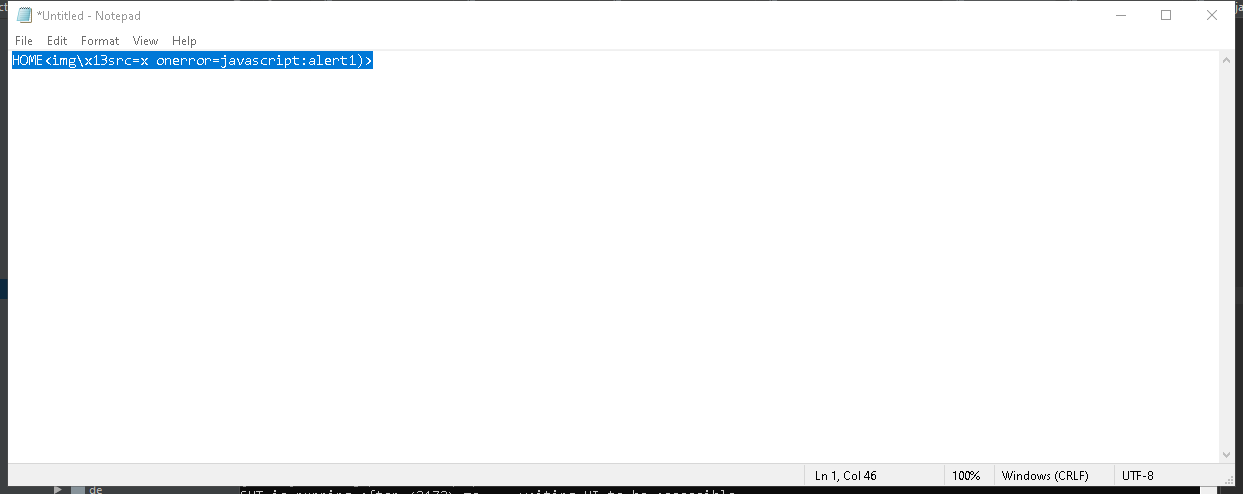 *Untitled - Notepad
File Edit Format View Help
HOME<img\x13src=x onerror=javascript:alert1)>
Ln 1, Col 46 100% Windows (CRLF) UTF-8
de